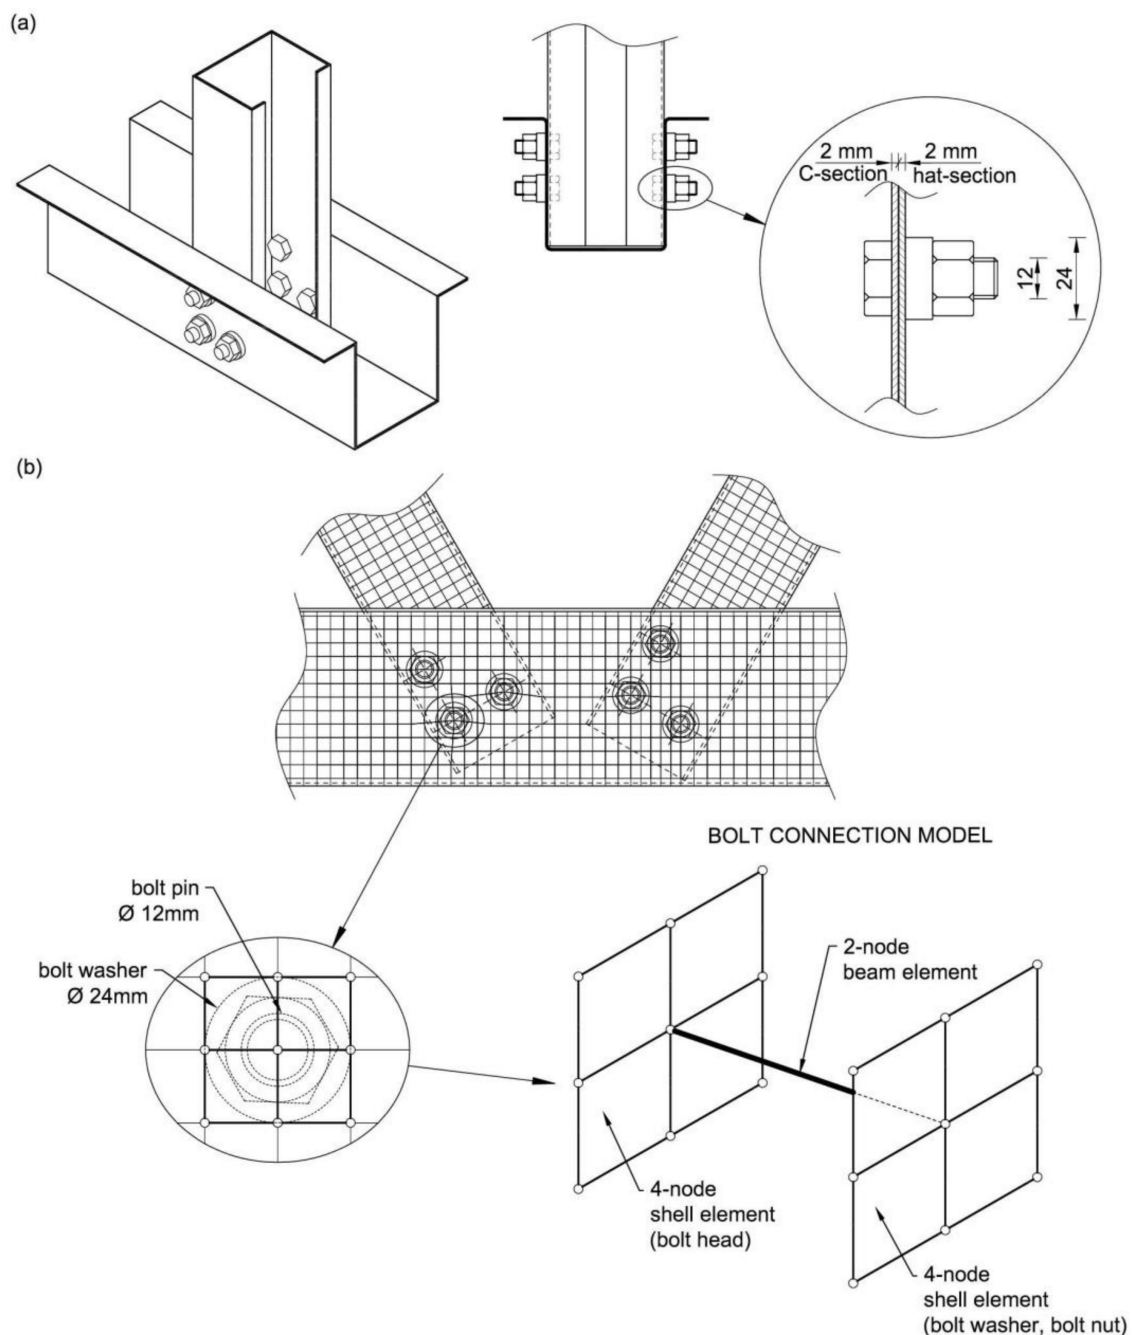 (a)
2 mm 2 mm
C-section hat-section
12
24
(b)
BOLT CONNECTION MODEL
bolt pin
Ø 12mm
bolt washer
Ø 24mm
2-node
beam element
4-node
shell element
(bolt head)
4-node
shell element
(bolt washer, bolt nut)